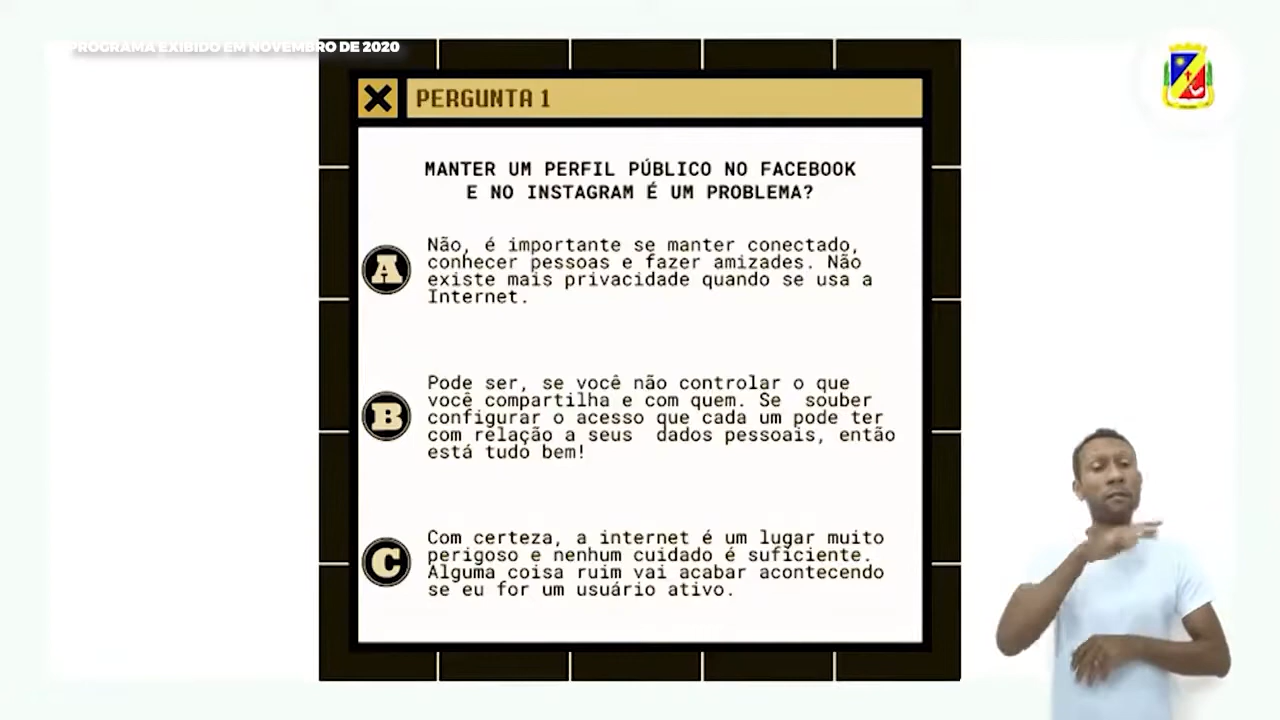 PROGRAMA EXIBIDO EM NOVEMBRO DE 2020
PERGUNTA 1
MANTER UM PERFIL PÚBLICO NO FACEBOOK
E NO INSTAGRAM É UM PROBLEMA?
A
Não, é importante se manter conectado,
conhecer pessoas e fazer amizades. Não
existe mais privacidade quando se usa a
Internet.
B
Pode ser, se você não controlar o que
você compartilha e com quem. Se souber
configurar o acesso que cada um pode ter
com relação a seus dados pessoais, então
está tudo bem!
C
Com certeza, a internet é um lugar muito
perigoso e nenhum cuidado é suficiente.
Alguma coisa ruim vai acabar acontecendo
se eu for um usuário ativo.